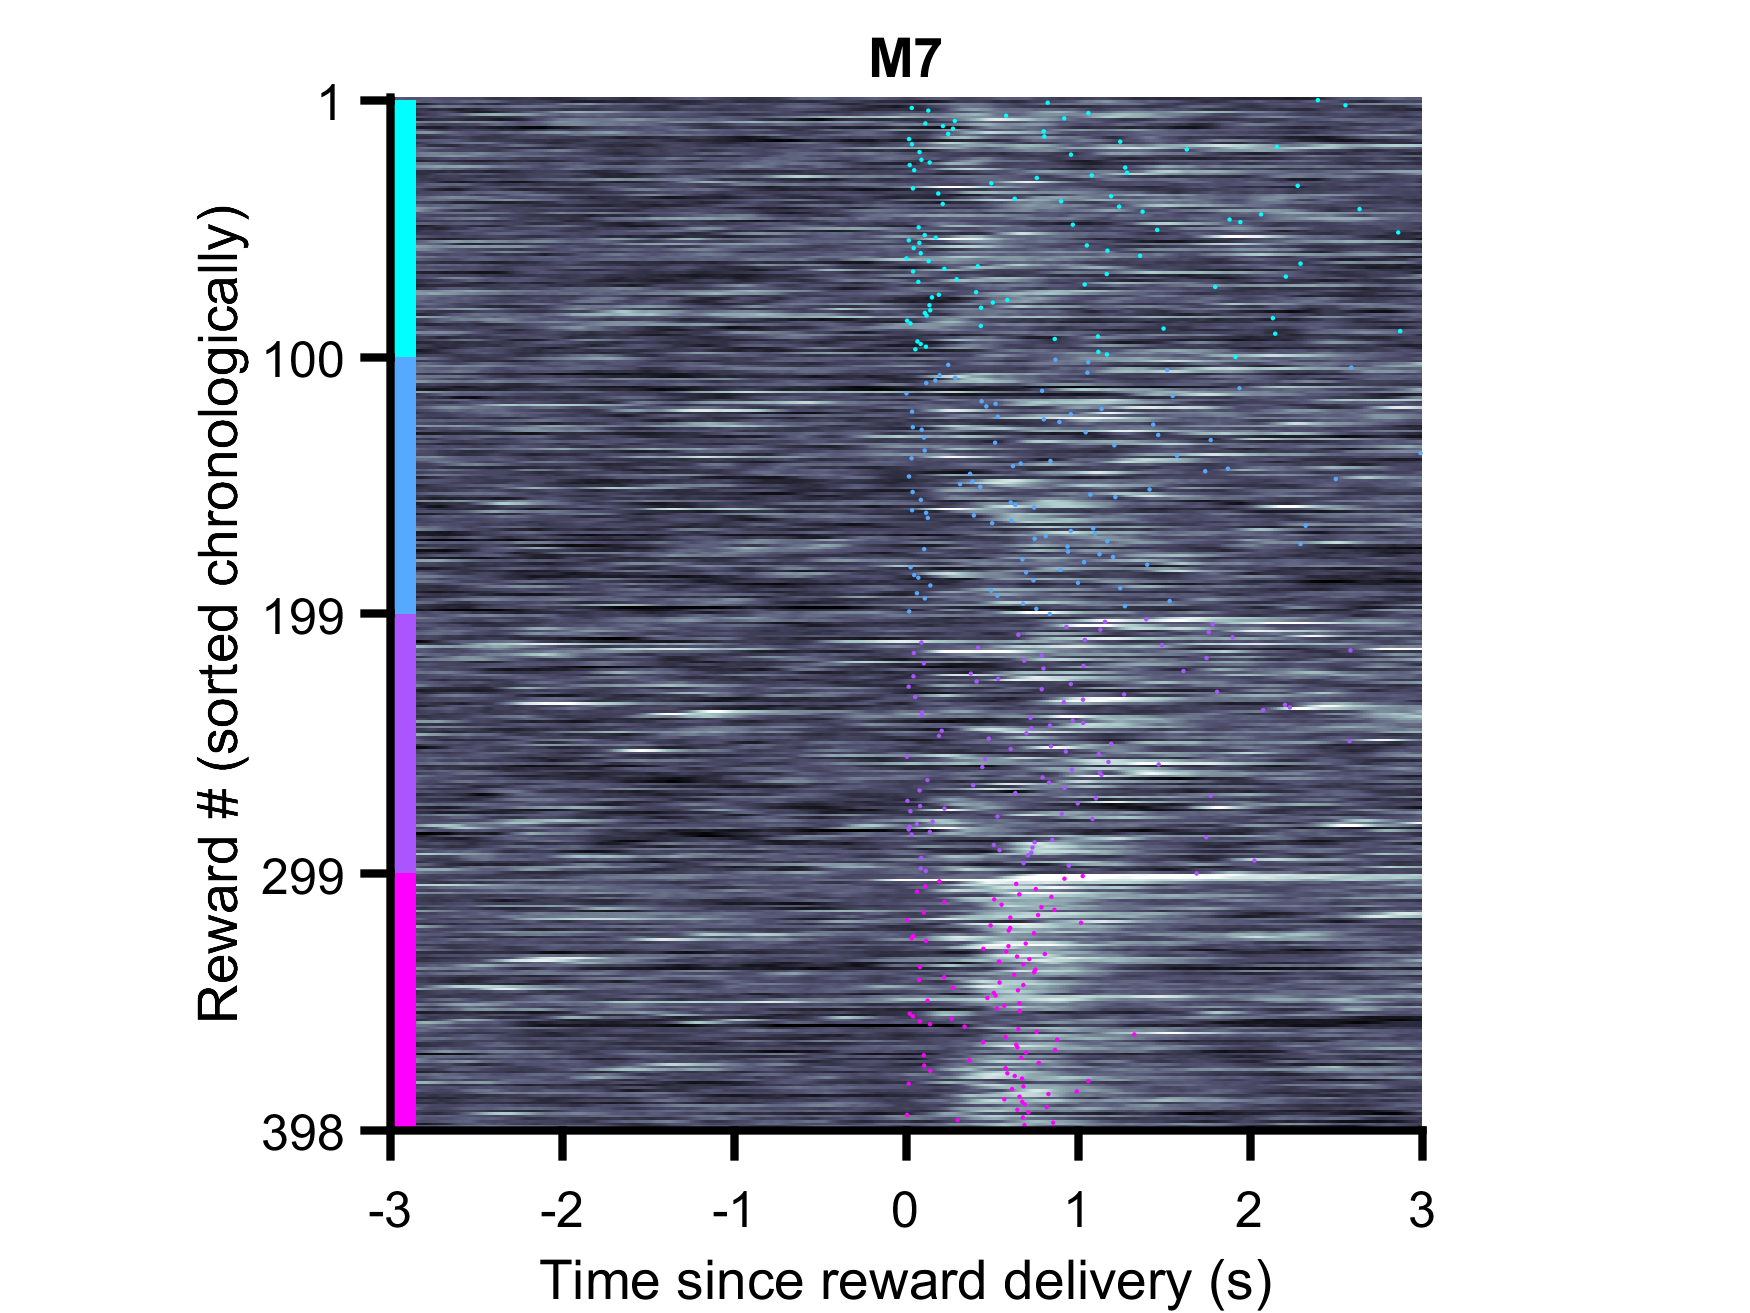 M7
Reward # (sorted chronologically)
1
100
199
299
398
-3 -2 -1 0 1 2 3
Time since reward delivery (s)